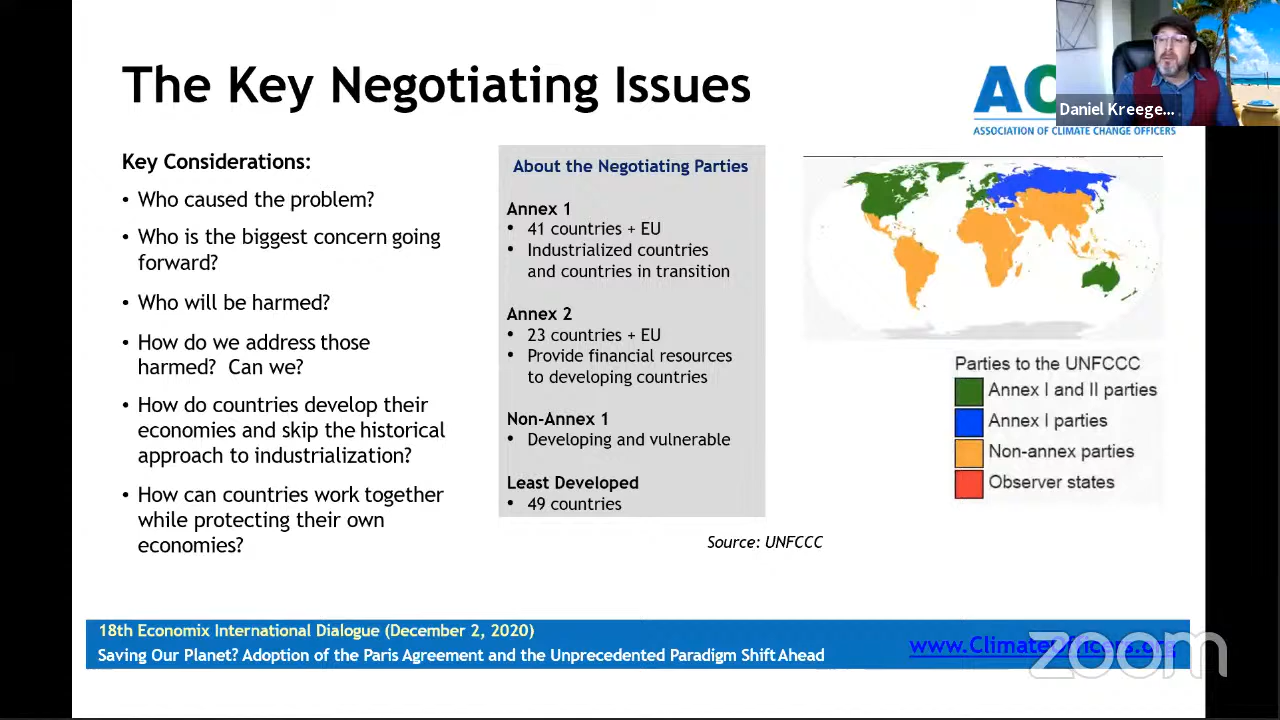 The Key Negotiating Issues
AC
ASSOCIATION OF CLIMATE CHANGE OFFICERS
Daniel Kreege...
Key Considerations:
• Who caused the problem?
• Who is the biggest concern going
forward?
• Who will be harmed?
• How do we address those
harmed? Can we?
• How do countries develop their
economies and skip the historical
approach to industrialization?
• How can countries work together
while protecting their own
economies?
About the Negotiating Parties
Annex 1
• 41 countries + EU
• Industrialized countries
and countries in transition
Annex 2
• 23 countries + EU
• Provide financial resources
to developing countries
Non-Annex 1
• Developing and vulnerable
Least Developed
• 49 countries
Parties to the UNFCCC
Annex I and II parties
Annex I parties
Non-annex parties
Observer states
Source: UNFCCC
18th Economix International Dialogue (December 2, 2020)
Saving Our Planet? Adoption of the Paris Agreement and the Unprecedented Paradigm Shift Ahead
www.ClimateOfficers.org
zoom